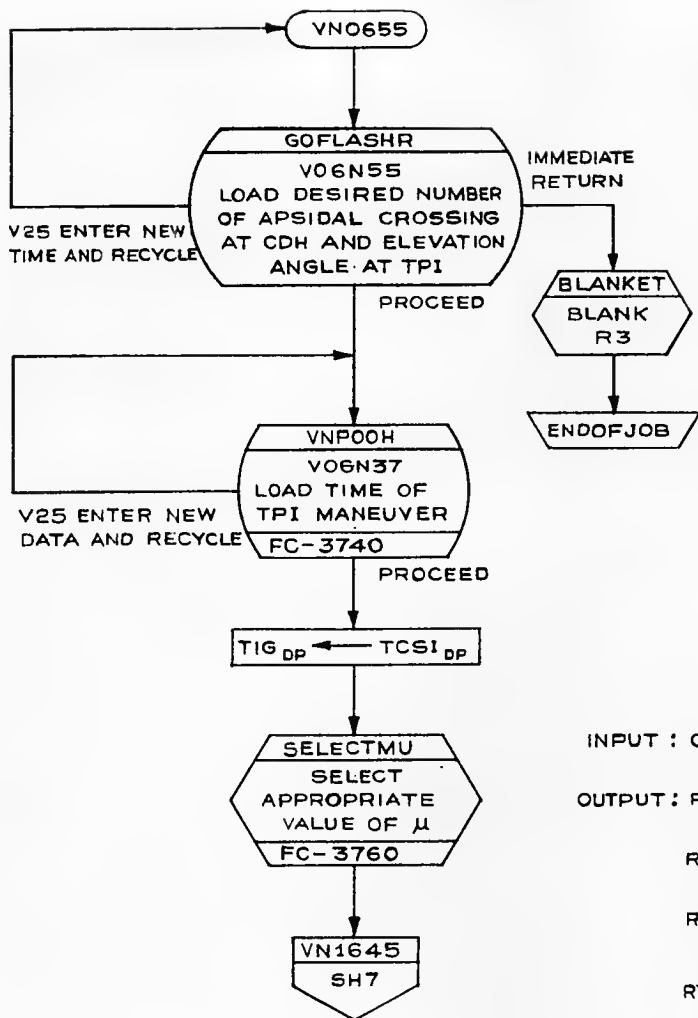 VN0655
GOFLASHR
V06N55
LOAD DESIRED NUMBER
OF APSIDAL CROSSING
AT CDH AND ELEVATION
ANGLE AT TPI
IMMEDIATE
RETURN
V25 ENTER NEW
TIME AND RECYCLE
PROCEED
BLANKET
BLANK
R3
ENDOFJOB
VNP00H
V06N37
LOAD TIME OF
TPI MANEUVER
FC-3740
V25 ENTER NEW
DATA AND RECYCLE
PROCEED
TIG DP ← TCSI DP
SELECTMU
SELECT
APPROPRIATE
VALUE OF μ
FC-3760
INPUT :
OUTPUT :
VN1645
SH7